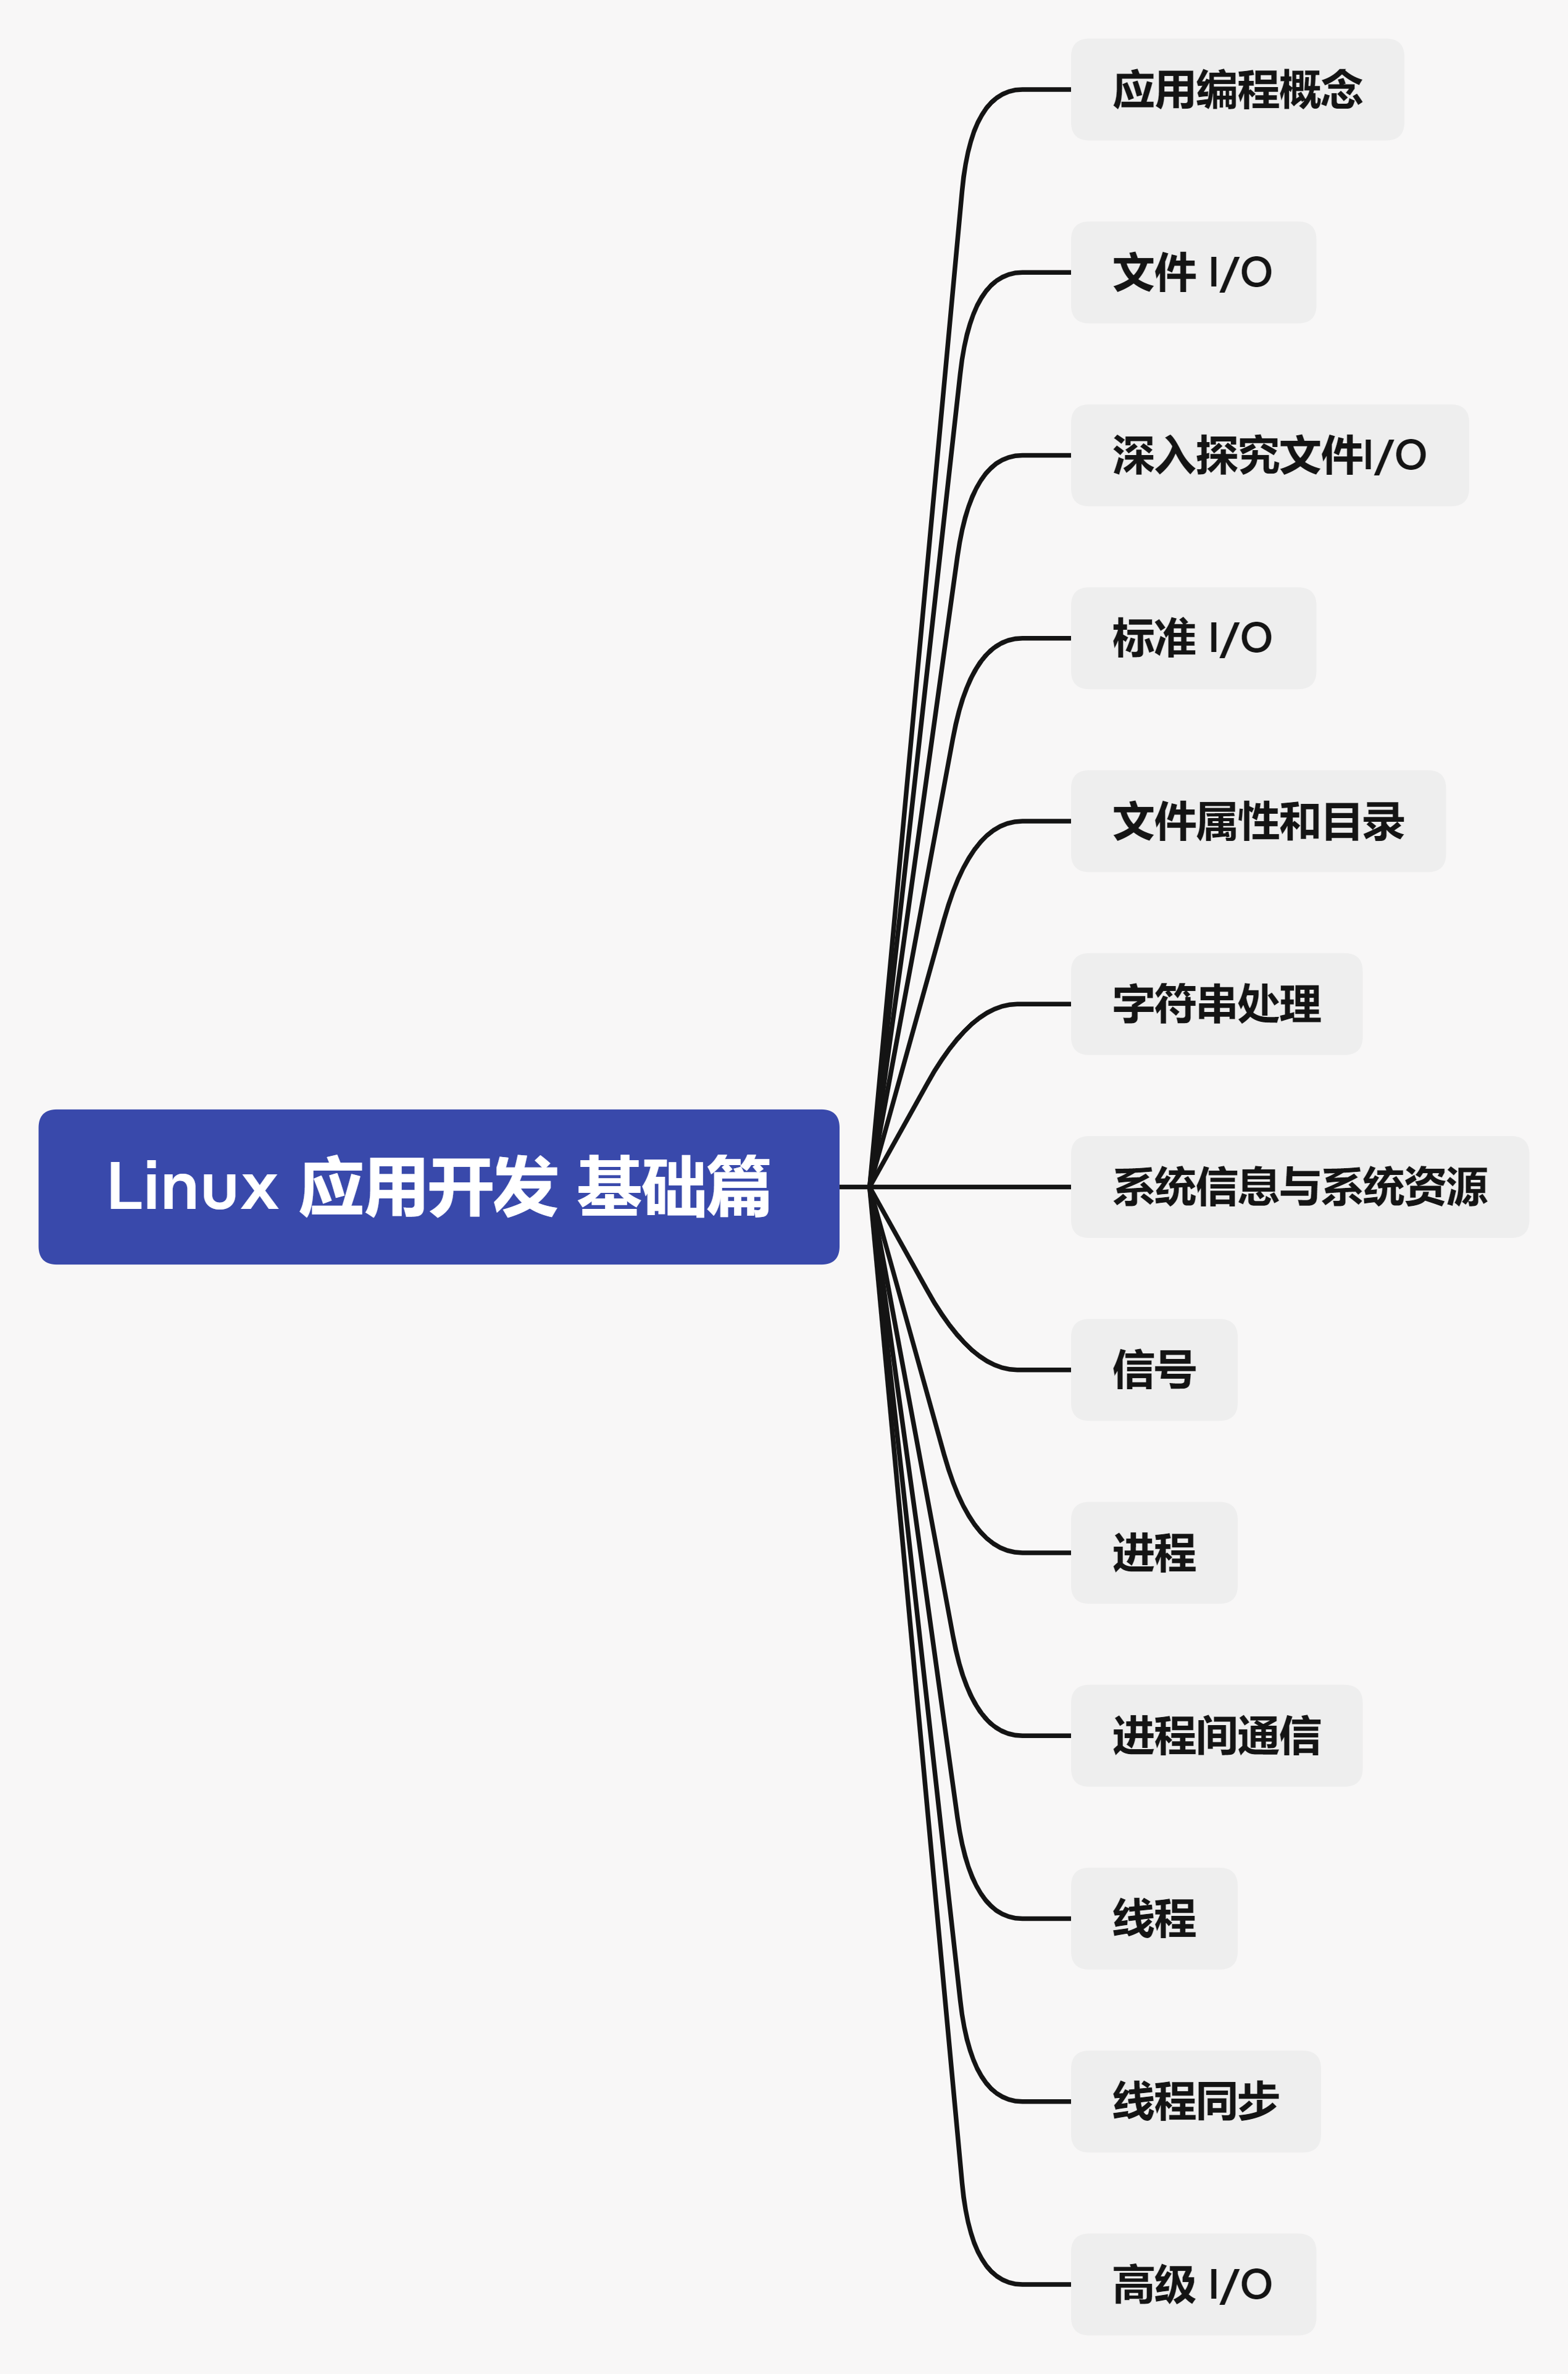 应用编程概念
文件 I/O
深入探究文件I/O
标准 I/O
文件属性和目录
字符串处理
Linux 应用开发 基础篇
系统信息与系统资源
信号
进程
进程间通信
线程
线程同步
高级 I/O